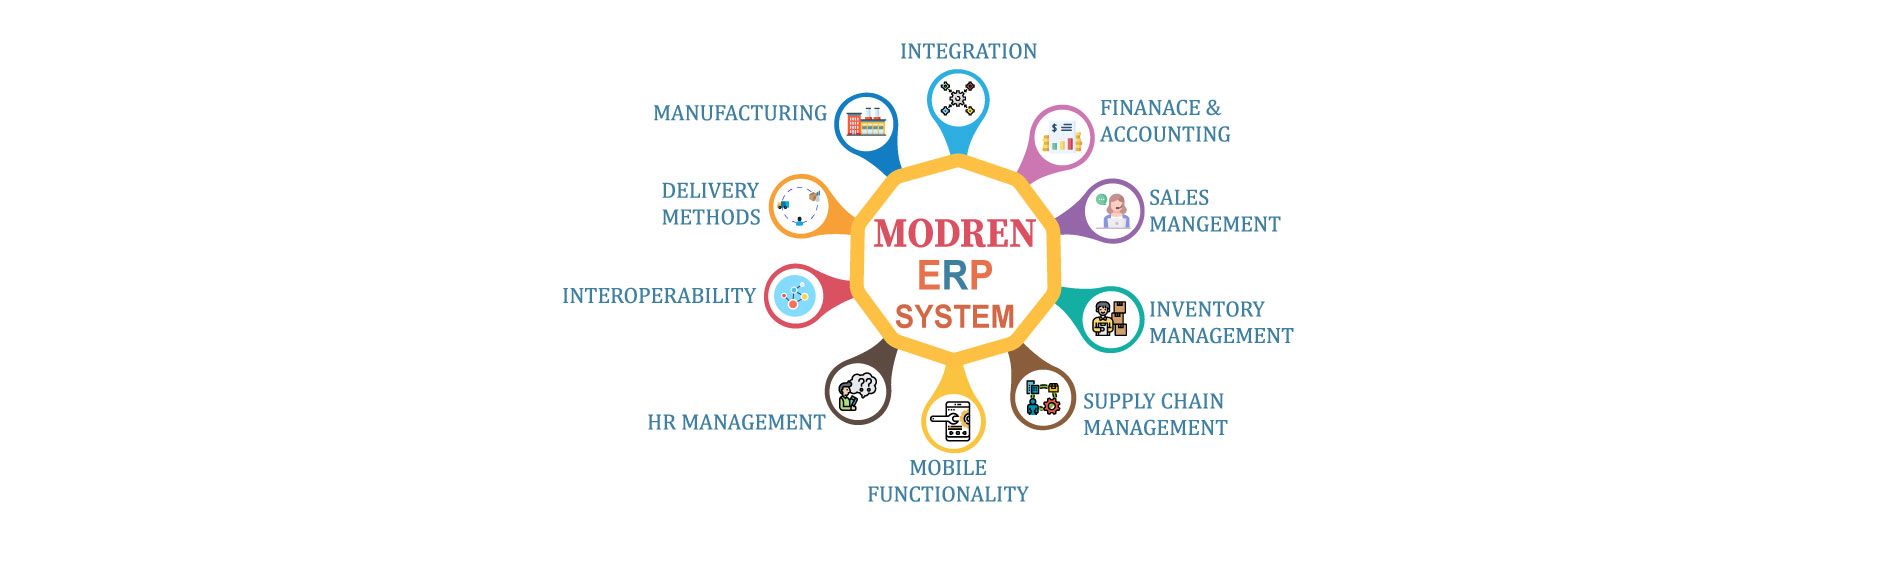 INTEGRATION
FINANACE &
ACCOUNTING
SALES
MANGEMENT
INVENTORY
MANAGEMENT
SUPPLY CHAIN
MANAGEMENT
MOBILE
FUNCTIONALITY
HR MANAGEMENT
INTEROPERABILITY
DELIVERY
METHODS
MANUFACTURING
MODREN
ERP
SYSTEM
$
??